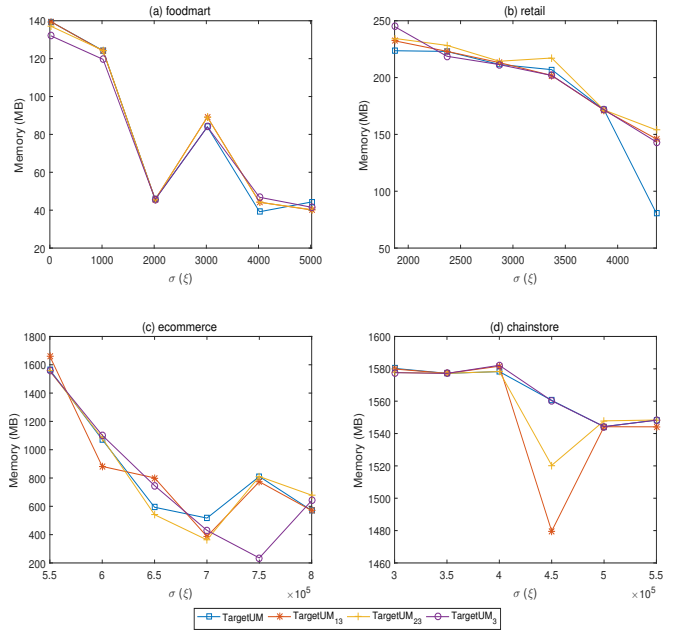 (a) foodmart
140
120
100
80
60
40
20
Memory (MB)
0 1000 2000 3000 4000 5000
σ (ξ)
(b) retail
250
200
150
100
50
Memory (MB)
2000 2500 3000 3500 4000
σ (ξ)
(c) ecommerce
1800
1600
1400
1200
1000
800
600
400
200
Memory (MB)
5.5 6 6.5 7 7.5 8
σ (ξ)
×10⁵
(d) chainstore
1600
1580
1560
1540
1520
1500
1480
1460
Memory (MB)
3 3.5 4 4.5 5 5.5
σ (ξ)
×10⁵
TargetUM TargetUM₁₃ TargetUM₂₃ TargetUM₃